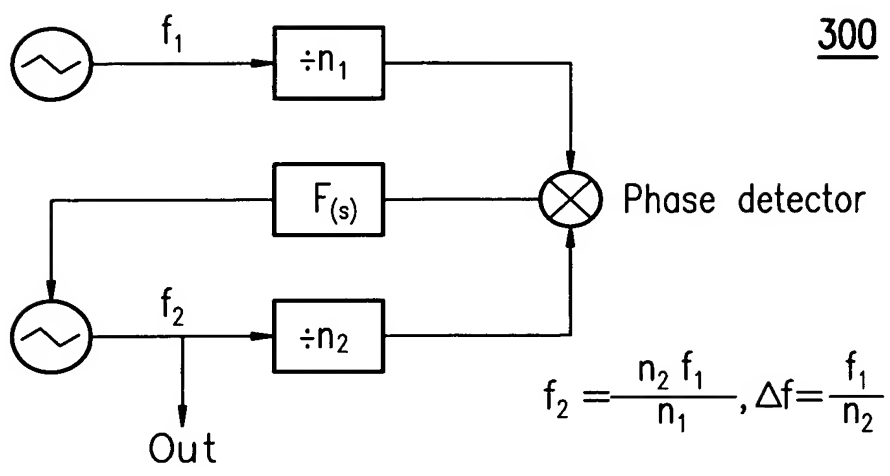 300
f₁
÷n₁
F(s)
Phase detector
f₂
÷n₂
f₂ = n₂ f₁ / n₁ , Δf = f₁ / n₂
Out